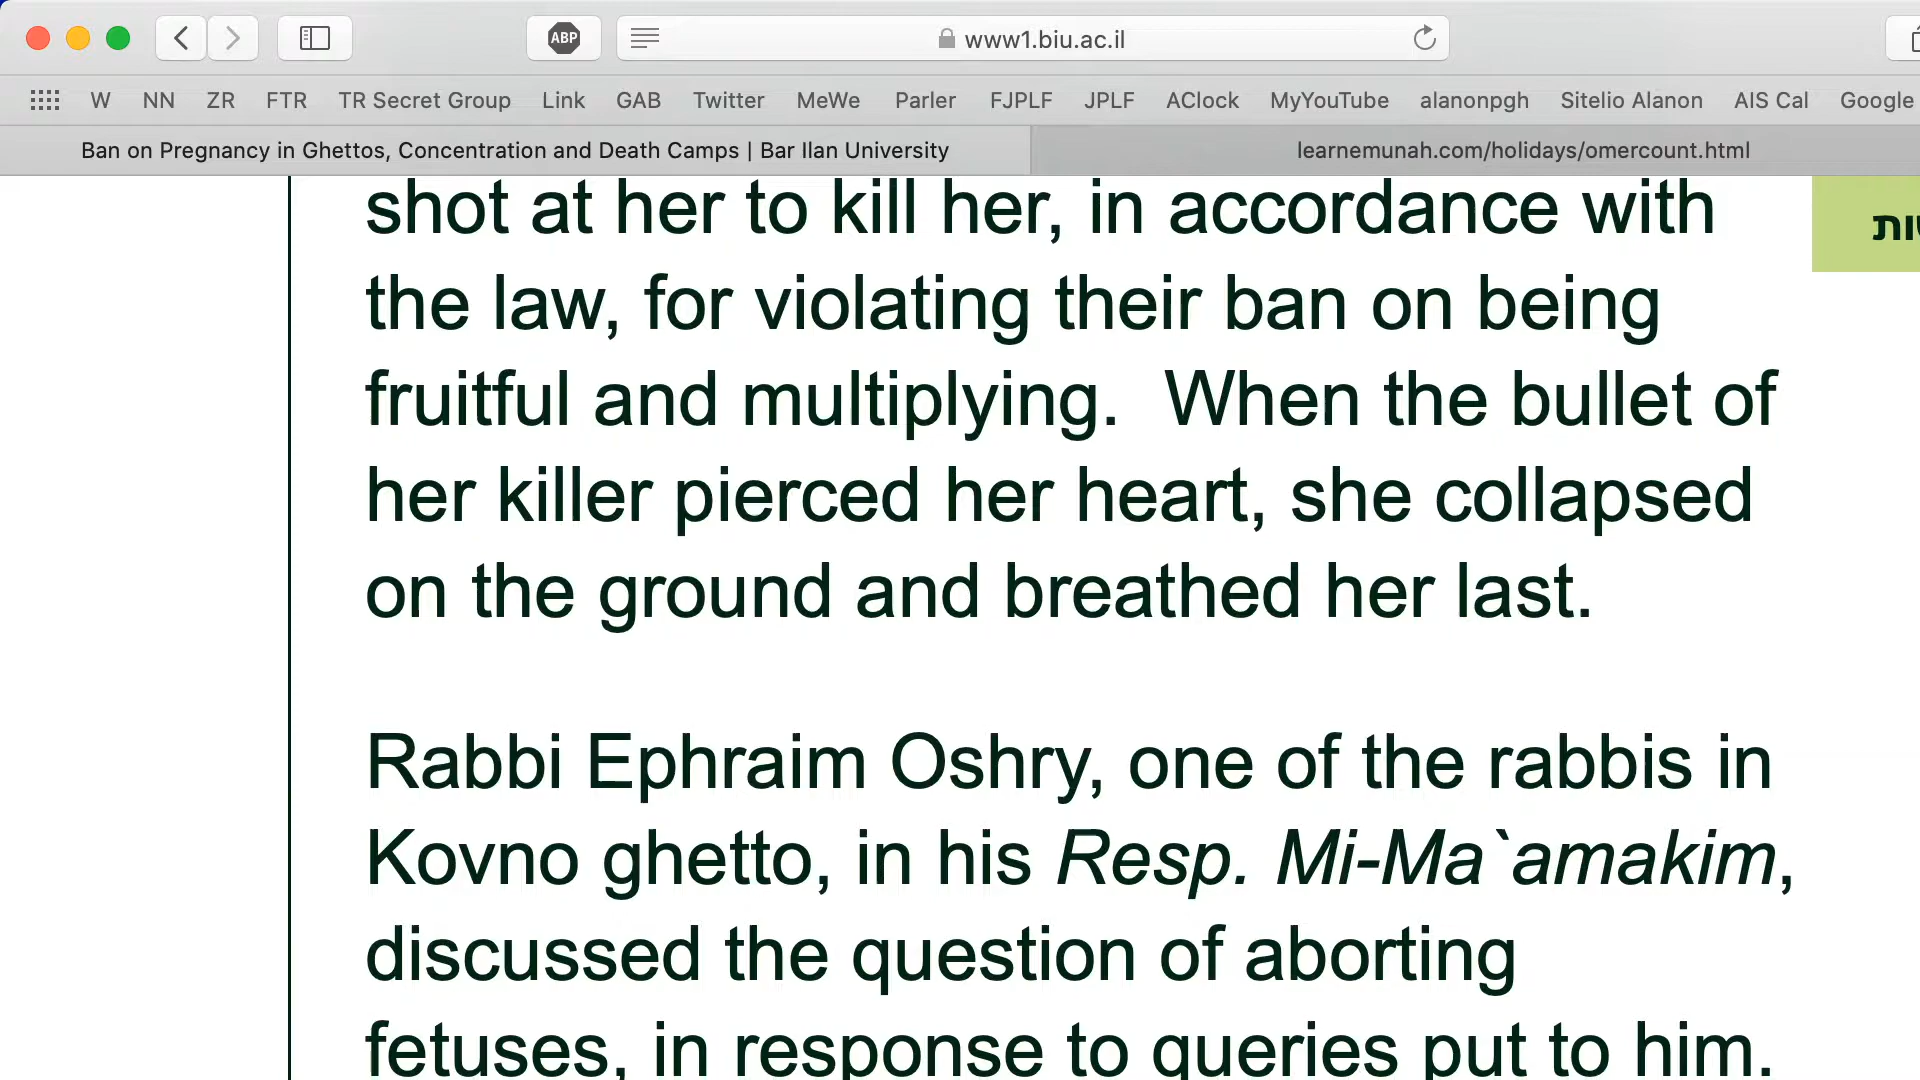 ABP
www1.biu.ac.il
W NN ZR FTR TR Secret Group Link GAB Twitter MeWe Parler FJPLF JPLF AClock MyYouTube alanonpgh Sitelio Alanon AIS Cal Google
Ban on Pregnancy in Ghettos, Concentration and Death Camps | Bar Ilan University
learnemunah.com/holidays/omercount.html
shot at her to kill her, in accordance with
the law, for violating their ban on being
fruitful and multiplying.  When the bullet of
her killer pierced her heart, she collapsed
on the ground and breathed her last.
Rabbi Ephraim Oshry, one of the rabbis in
Kovno ghetto, in his Resp. Mi-Ma`amakim,
discussed the question of aborting
fetuses, in response to queries put to him.